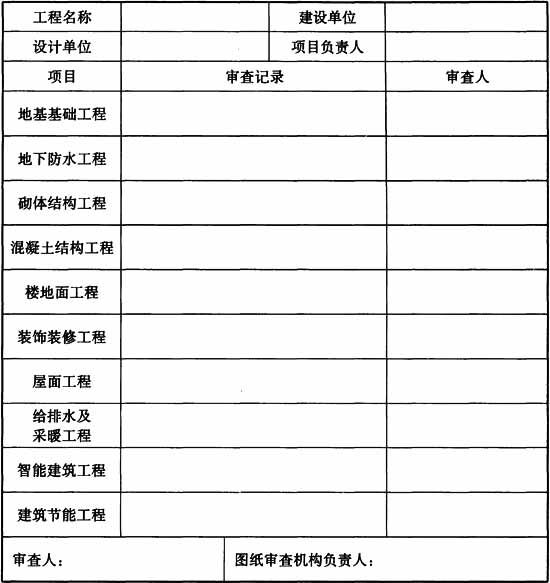 工程名称 建设单位
设计单位 项目负责人
项目 审查记录 审查人
地基基础工程
地下防水工程
砌体结构工程
混凝土结构工程
楼地面工程
装饰装修工程
屋面工程
给排水及
采暖工程
智能建筑工程
建筑节能工程
审查人： 图纸审查机构负责人：